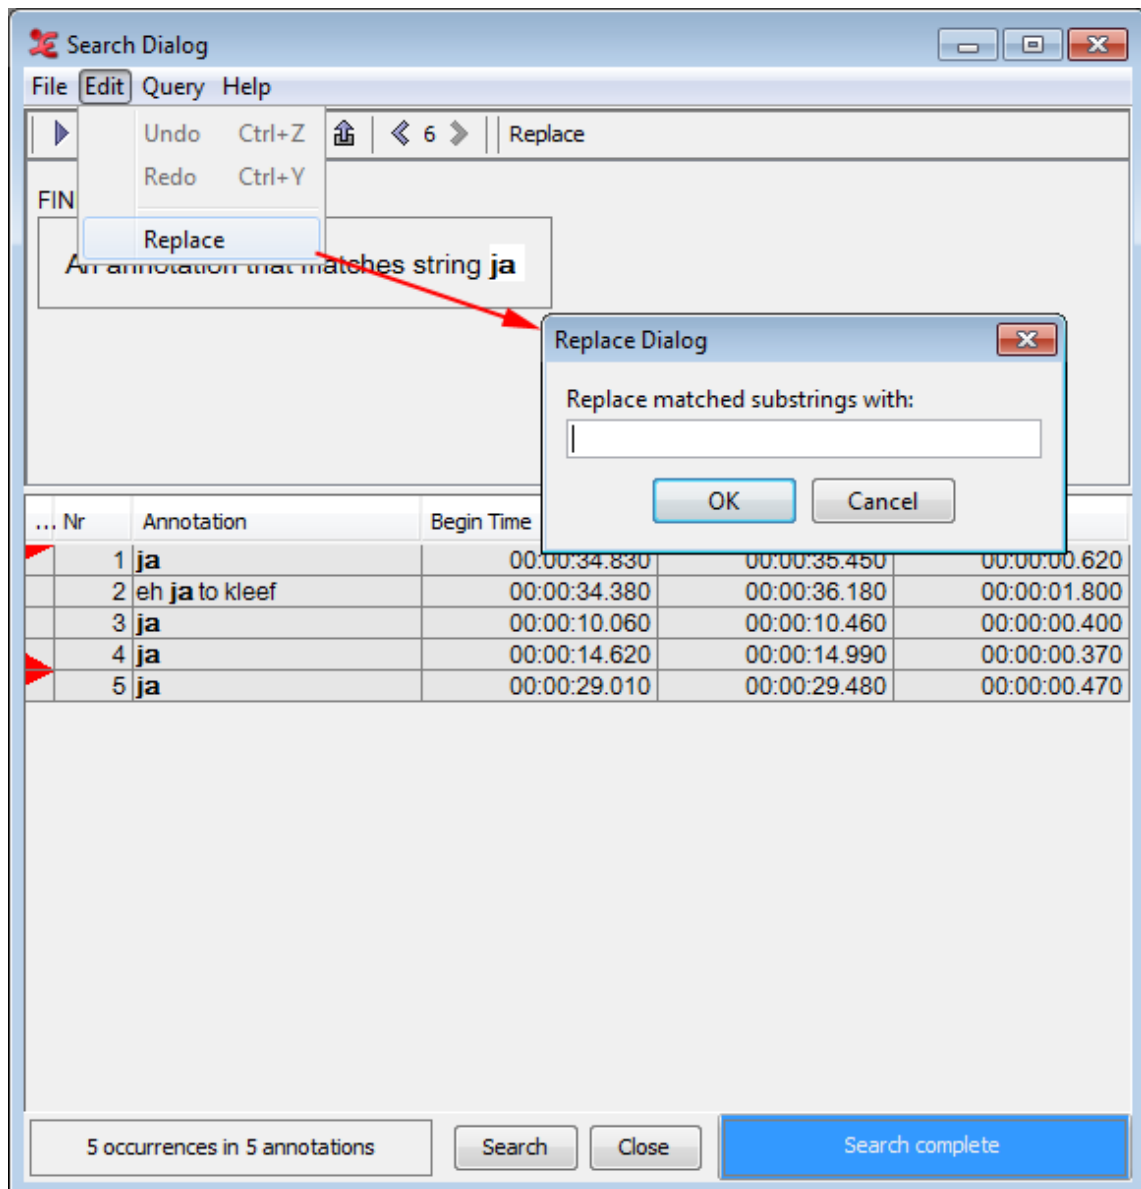 Search Dialog
File Edit Query Help
Undo Ctrl+Z
6 Replace
Redo Ctrl+Y
FIN
Replace
An annotation that matches string ja
Replace Dialog
Replace matched substrings with:
OK Cancel
... Nr Annotation Begin Time
1 ja 00:00:34.830 00:00:35.450 00:00:00.620
2 eh ja to kleef 00:00:34.380 00:00:36.180 00:00:01.800
3 ja 00:00:10.060 00:00:10.460 00:00:00.400
4 ja 00:00:14.620 00:00:14.990 00:00:00.370
5 ja 00:00:29.010 00:00:29.480 00:00:00.470
5 occurrences in 5 annotations Search Close Search complete